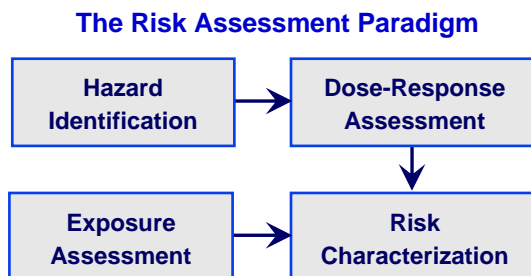 The Risk Assessment Paradigm
Hazard
Identification
Dose-Response
Assessment
Exposure
Assessment
Risk
Characterization